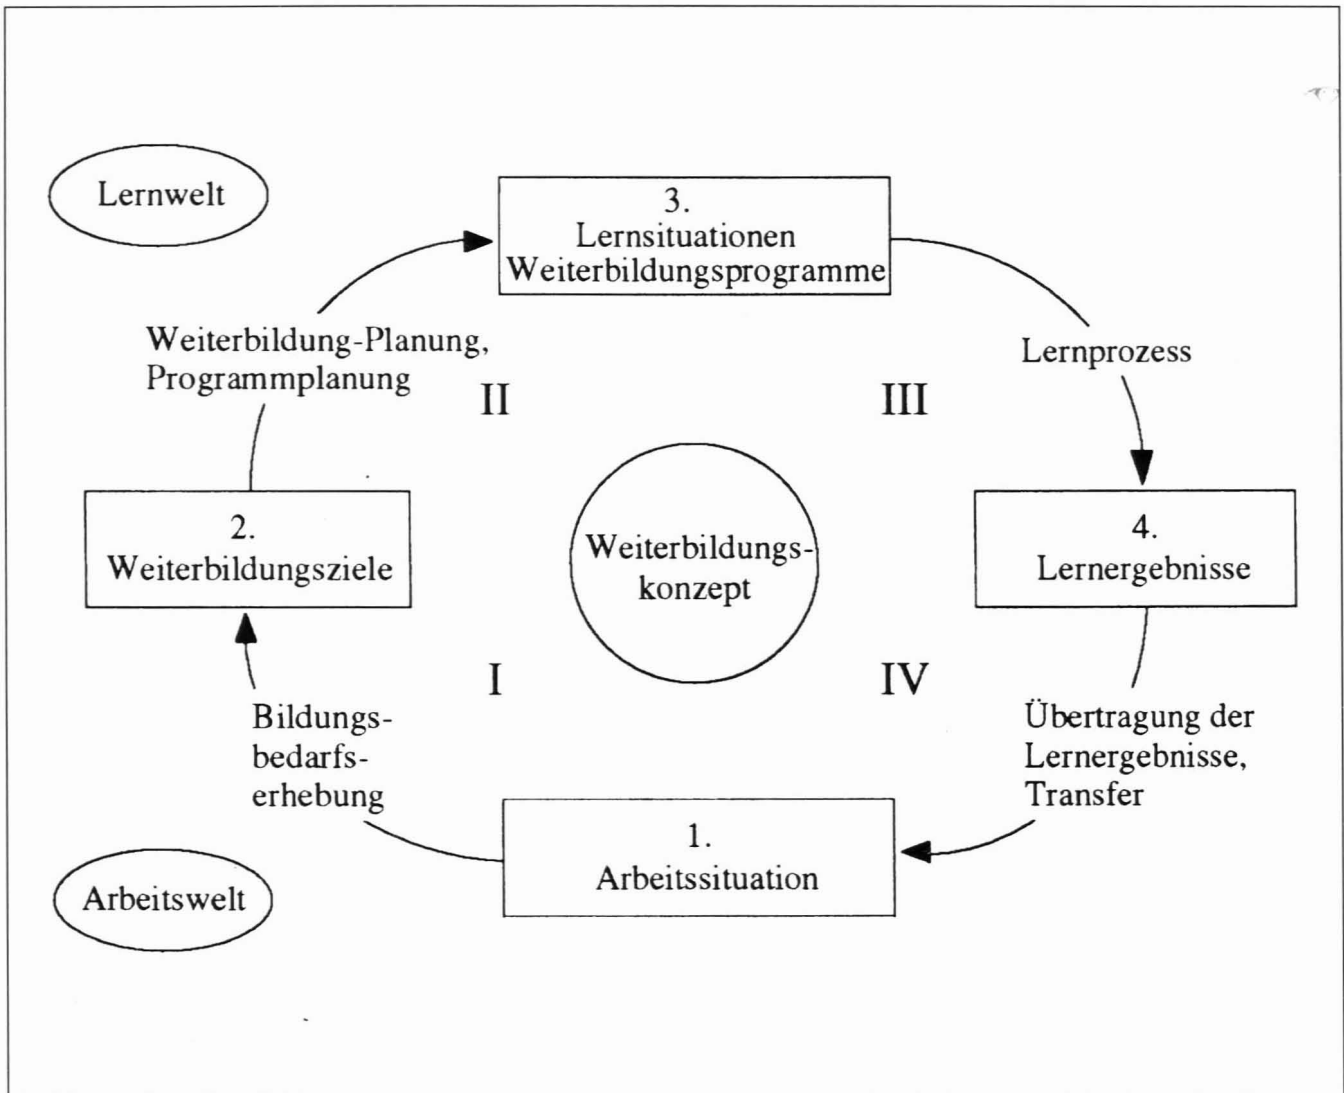 Lernwelt
3.
Lernsituationen
Weiterbildungsprogramme
Weiterbildung-Planung,
Programmplanung
II
III
Lernprozess
2.
Weiterbildungsziele
Weiterbildungs-
konzept
4.
Lernergebnisse
I
IV
Bildungs-
bedarfs-
erhebung
Übertragung der
Lernergebnisse,
Transfer
1.
Arbeitssituation
Arbeitswelt